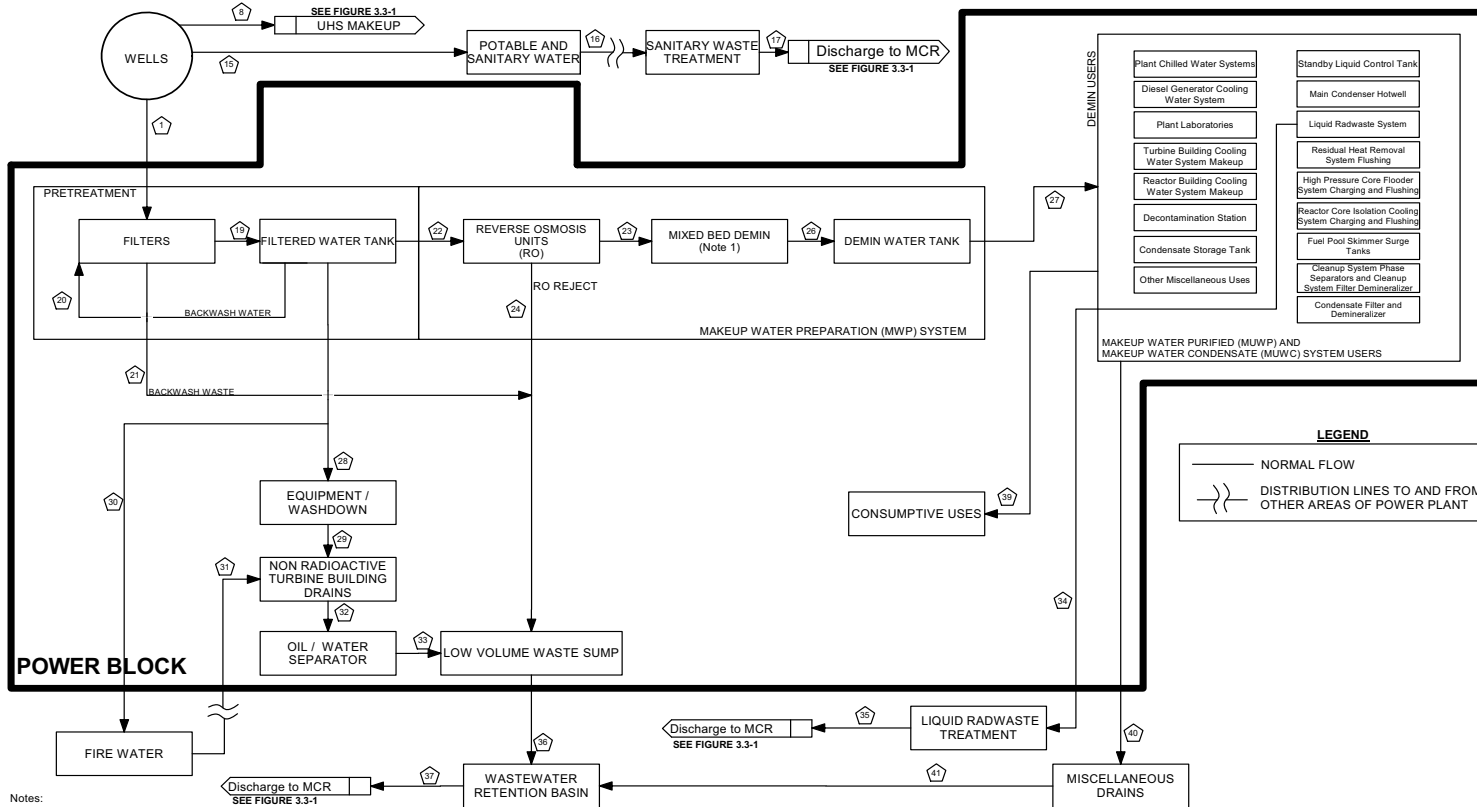 8
SEE FIGURE 3.3-1
UHS MAKEUP
WELLS
15
POTABLE AND
SANITARY WATER
16
SANITARY WASTE
TREATMENT
17
Discharge to MCR
SEE FIGURE 3.3-1
1
DEMIN USERS
Plant Chilled Water Systems
Diesel Generator Cooling
Water System
Plant Laboratories
Turbine Building Cooling
Water System Makeup
Reactor Building Cooling
Water System Makeup
Decontamination Station
Condensate Storage Tank
Other Miscellaneous Uses
Standby Liquid Control Tank
Main Condenser Hotwell
Liquid Radwaste System
Residual Heat Removal
System Flushing
High Pressure Core Flooder
System Charging and Flushing
Reactor Core Isolation Cooling
System Charging and Flushing
Fuel Pool Skimmer Surge
Tanks
Cleanup System Phase
Separators and Cleanup
System Filter Demineralizer
Condensate Filter and
Demineralizer
MAKEUP WATER PURIFIED (MUWP) AND
MAKEUP WATER CONDENSATE (MUWC) SYSTEM USERS
PRETREATMENT
FILTERS
19
FILTERED WATER TANK
22
REVERSE OSMOSIS
UNITS
(RO)
23
MIXED BED DEMIN
(Note 1)
26
DEMIN WATER TANK
27
20
BACKWASH WATER
RO REJECT
24
MAKEUP WATER PREPARATION (MWP) SYSTEM
21
BACKWASH WASTE
LEGEND
NORMAL FLOW
DISTRIBUTION LINES TO AND FROM
OTHER AREAS OF POWER PLANT
28
30
EQUIPMENT /
WASHDOWN
CONSUMPTIVE USES
39
29
31
NON RADIOACTIVE
TURBINE BUILDING
DRAINS
32
34
OIL / WATER
SEPARATOR
33
LOW VOLUME WASTE SUMP
POWER BLOCK
FIRE WATER
36
Discharge to MCR
SEE FIGURE 3.3-1
35
LIQUID RADWASTE
TREATMENT
40
Discharge to MCR
SEE FIGURE 3.3-1
37
WASTEWATER
RETENTION BASIN
41
MISCELLANEOUS
DRAINS
Notes: